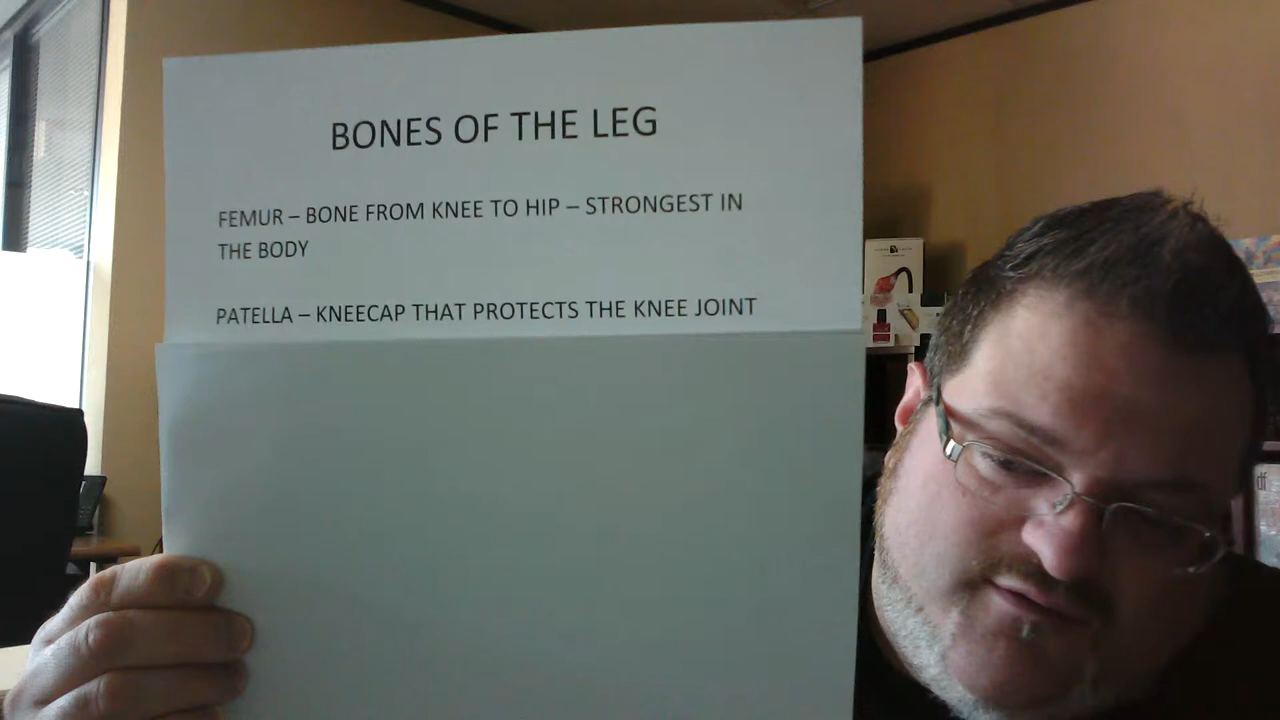 BONES OF THE LEG
FEMUR – BONE FROM KNEE TO HIP – STRONGEST IN
THE BODY
PATELLA – KNEECAP THAT PROTECTS THE KNEE JOINT
df